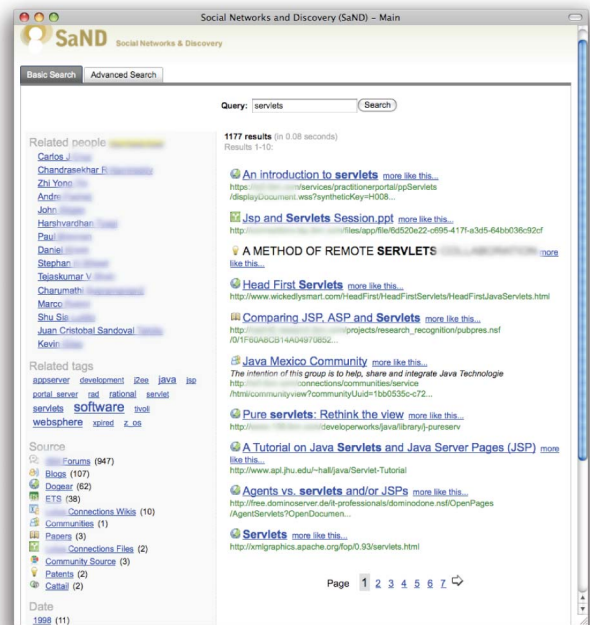 Social Networks and Discovery (SaND) – Main
SaND Social Networks & Discovery
Basic Search Advanced Search
Query: servlets Search
Related people
Carlos J
Chandrasekhar R
Zhi Yong
Andre
John
Harshvardhan
Paul
Daniel
Stephan
Tejaskumar V
Charumathi
Marco
Shu Sia
Juan Cristobal Sandoval
Kevin
Related tags
appserver development j2ee java jsp
portal_server rad rational servlet
servlets software tivoli
websphere xpired z_os
Source
Forums (947)
Blogs (107)
Dogear (62)
ETS (38)
Connections Wikis (10)
Communities (1)
Papers (3)
Connections Files (2)
Community Source (3)
Patents (2)
Cattail (2)
Date
1998 (11)
1177 results (in 0.08 seconds)
Results 1-10:
An introduction to servlets more like this...
https /services/practitionerportal/ppServlets
/displayDocument.wss?syntheticKey=H008...
Jsp and Servlets Session.ppt more like this...
http: /files/app/file/6d520e22-c695-417f-a3d5-64bb036c92cf
A METHOD OF REMOTE SERVLETS more
like this...
Head First Servlets more like this...
http://www.wickedlysmart.com/HeadFirst/HeadFirstServlets/HeadFirstJavaServlets.html
Comparing JSP, ASP and Servlets more like this...
http: /projects/research_recognition/pubpres.nsf
/0/1F60A8CB14A04970852...
Java Mexico Community more like this...
The intention of this group is to help, share and integrate Java Technologie
http: /connections/communities/service
/html/communityview?communityUuid=1bb0535c-c72...
Pure servlets: Rethink the view more like this...
http: /developerworks/java/library/j-pureserv
A Tutorial on Java Servlets and Java Server Pages (JSP) more
like this...
http://www.apl.jhu.edu/~hall/java/Servlet-Tutorial
Agents vs. servlets and/or JSPs more like this...
http://free.dominoserver.de/it-professionals/dominodone.nsf/OpenPages
/AgentServlets?OpenDocumen...
Servlets more like this...
http://xmlgraphics.apache.org/fop/0.93/servlets.html
Page 1 2 3 4 5 6 7